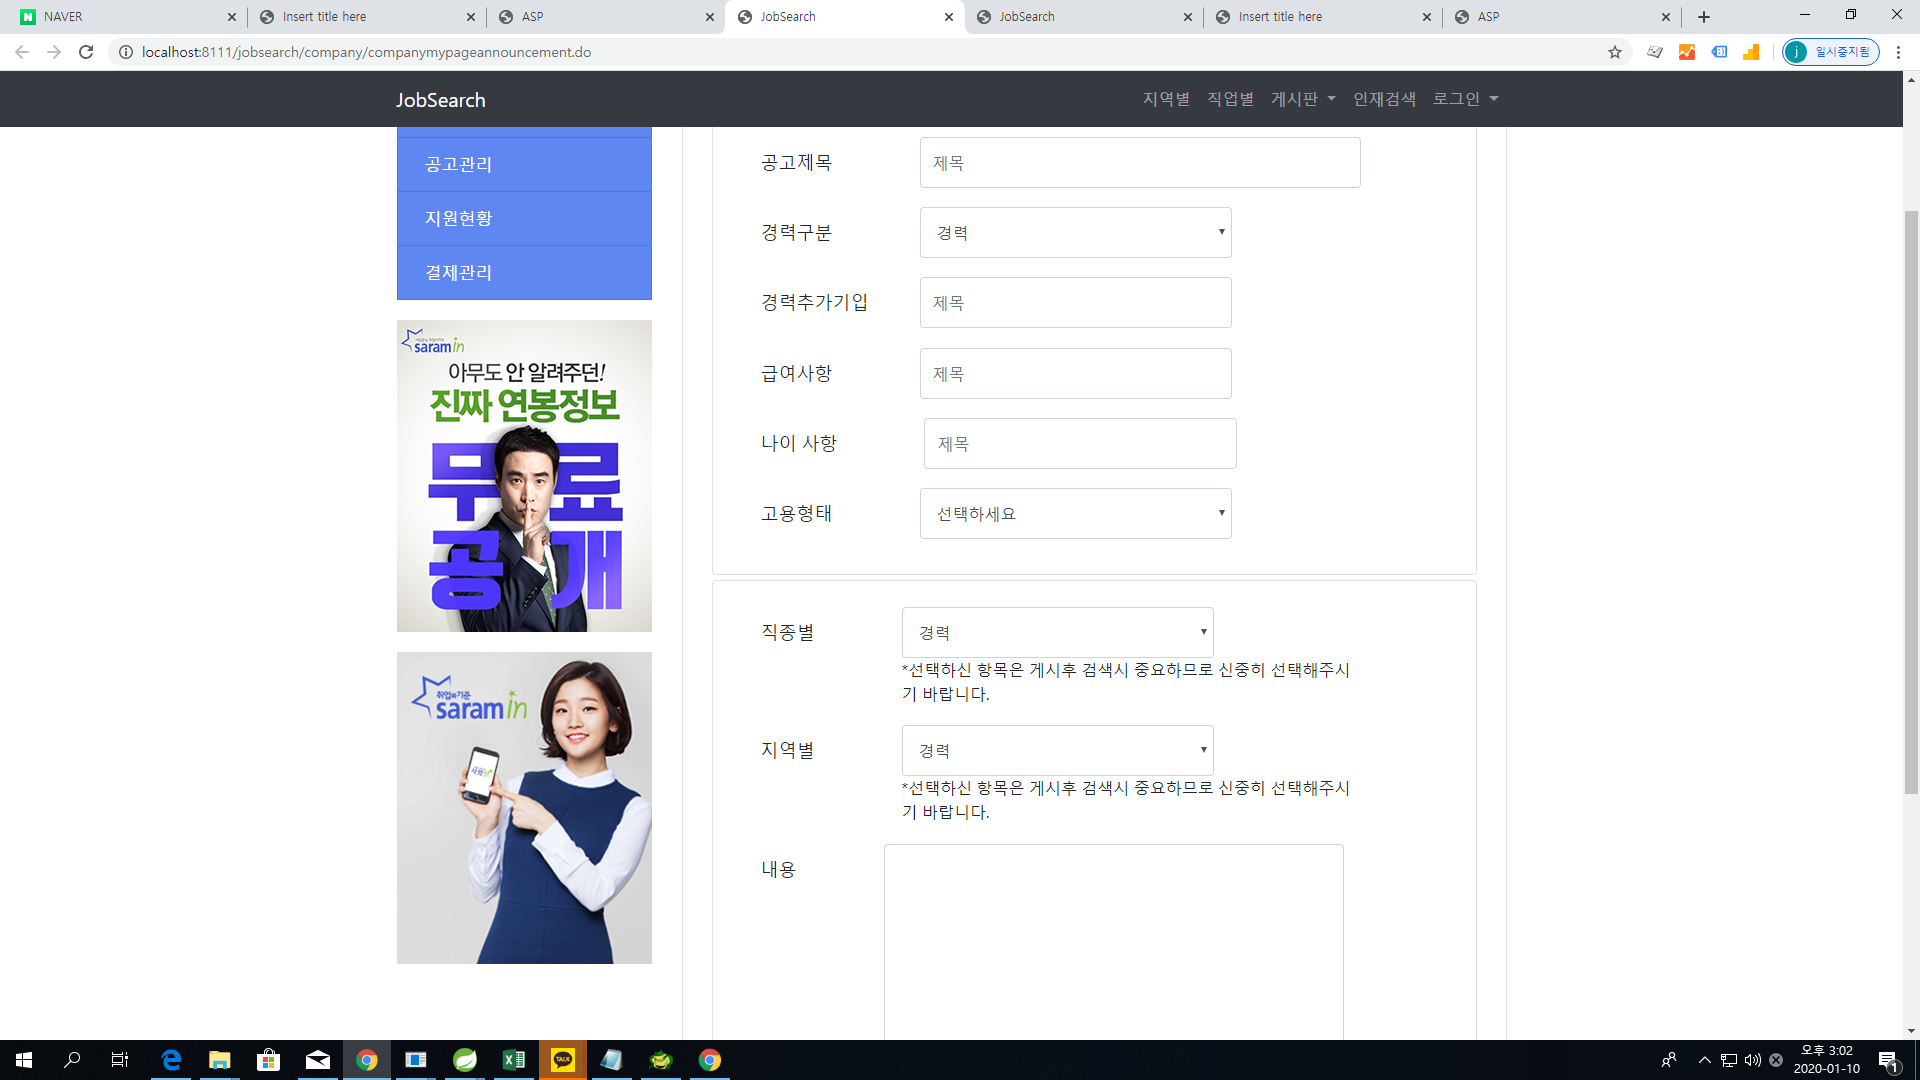 NAVER
Insert title here
ASP
JobSearch
JobSearch
Insert title here
ASP
localhost:8111/jobsearch/company/companymypageannouncement.do
j 일시중지됨
JobSearch
지역별 직업별 게시판 인재검색 로그인
공고관리
지원현황
결제관리
saramin
아무도 안 알려주던!
진짜 연봉정보
무료
공개
취업의기준
saramin
공고제목 제목
경력구분 경력
경력추가기입 제목
급여사항 제목
나이 사항 제목
고용형태 선택하세요
직종별 경력
*선택하신 항목은 게시후 검색시 중요하므로 신중히 선택해주시
기 바랍니다.
지역별 경력
*선택하신 항목은 게시후 검색시 중요하므로 신중히 선택해주시
기 바랍니다.
내용
TALK
오후 3:02
2020-01-10
1